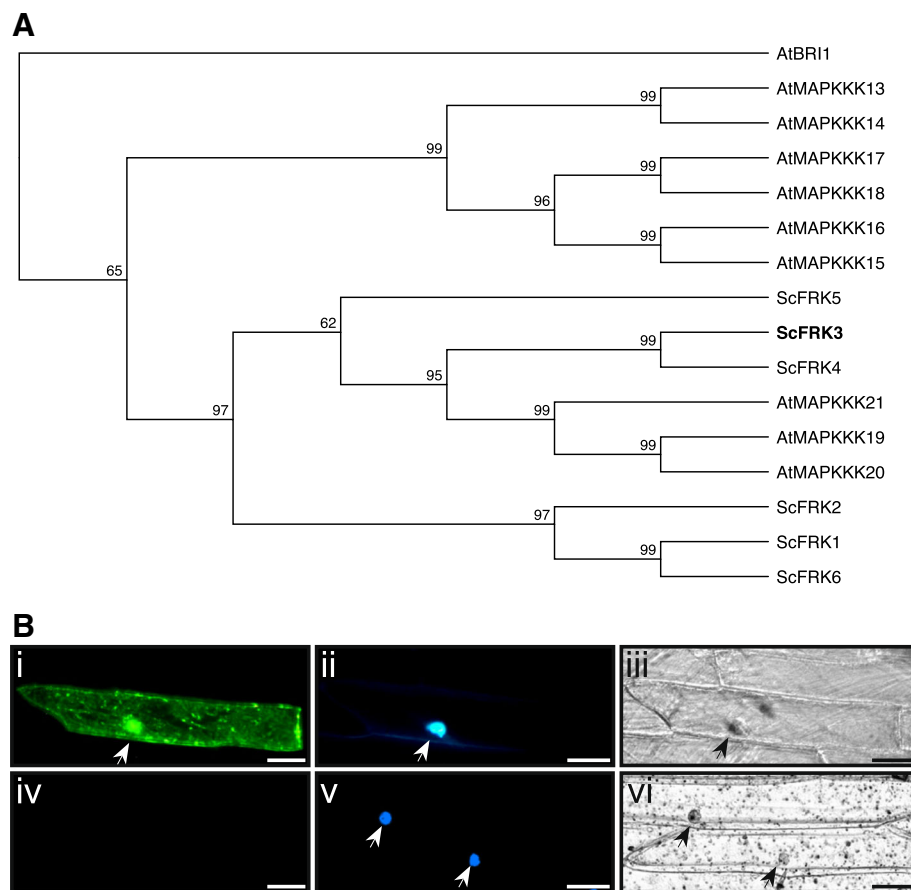 A
AtBRI1
99
AtMAPKKK13
AtMAPKKK14
99
99
AtMAPKKK17
AtMAPKKK18
96
99
AtMAPKKK16
AtMAPKKK15
65
ScFRK5
62
99
ScFRK3
ScFRK4
95
97
99
AtMAPKKK21
99
AtMAPKKK19
AtMAPKKK20
97
ScFRK2
99
ScFRK1
ScFRK6
B
i
ii
iii
iv
v
vi